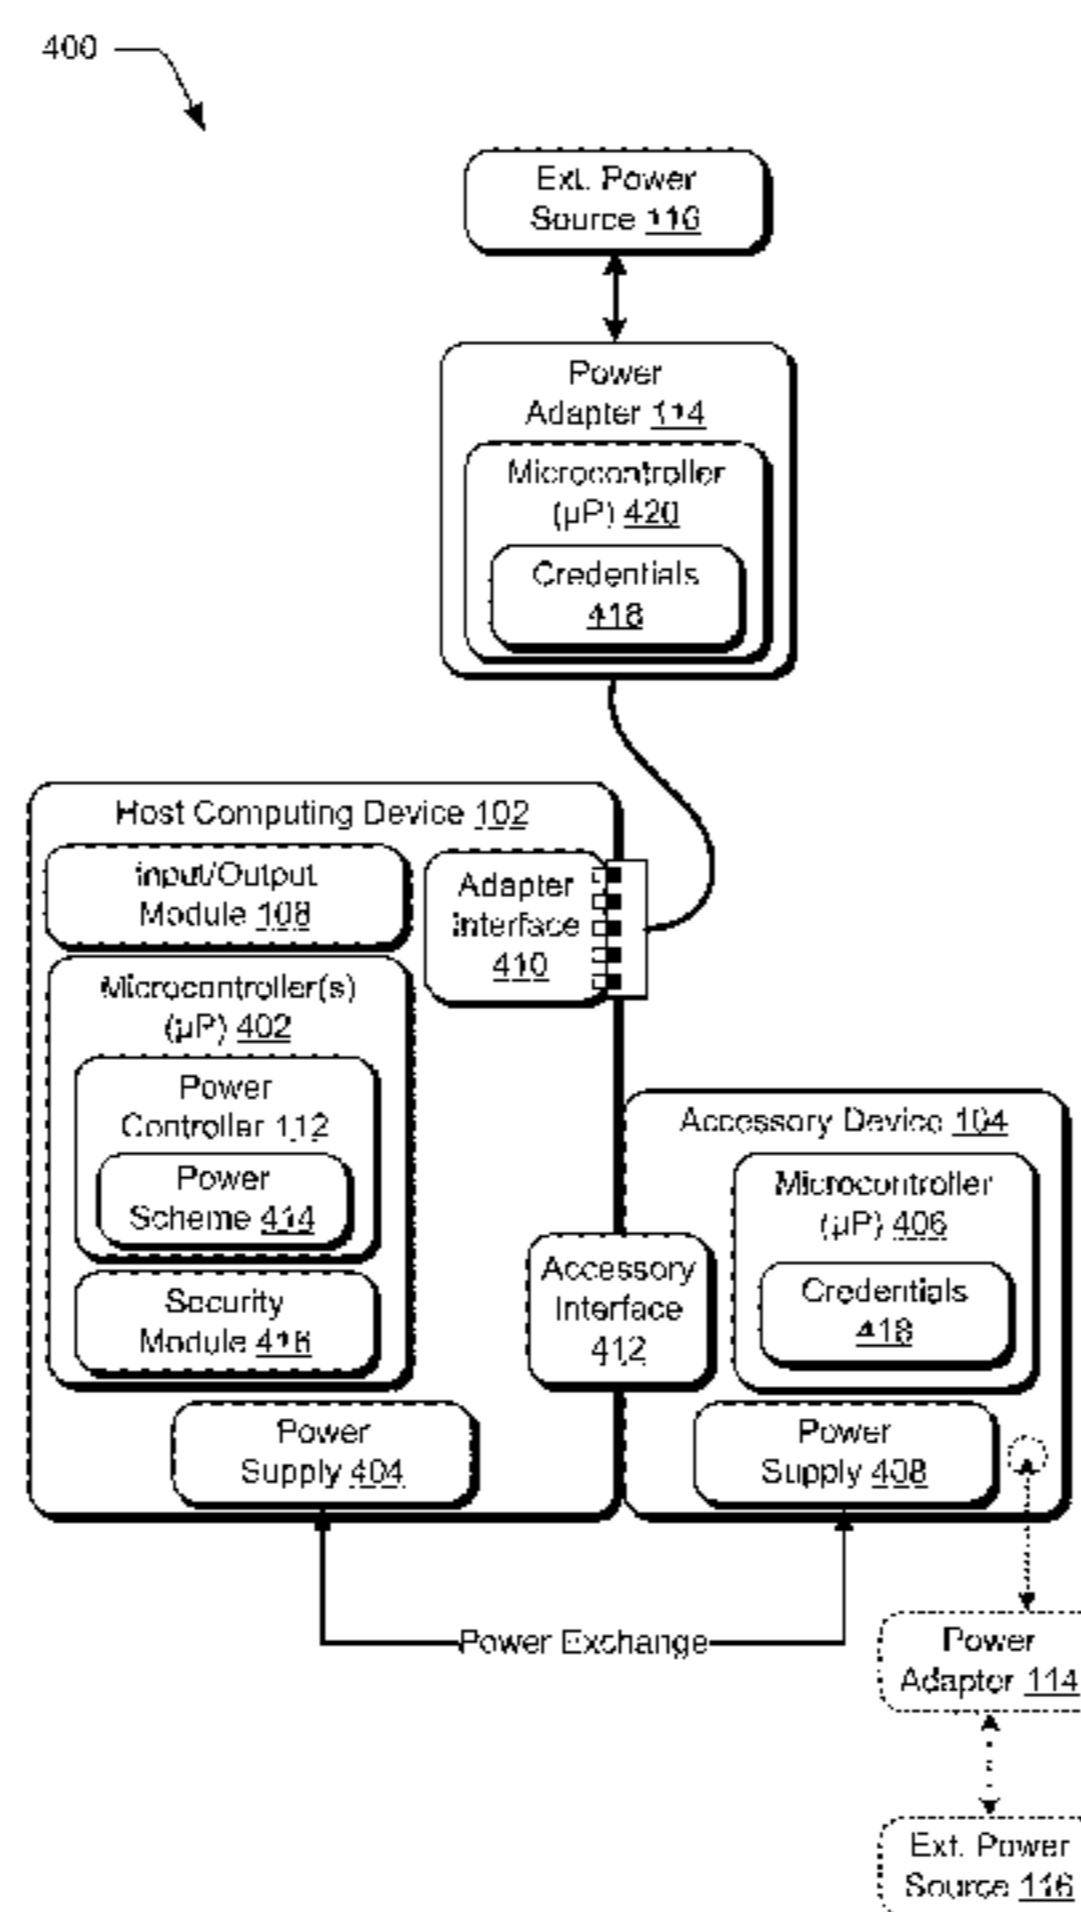 400
Ext. Power
Source 116
Power
Adapter 114
Microcontroller
(µP) 420
Credentials
418
Host Computing Device 102
Input/Output
Module 108
Adapter
Interface
410
Microcontroller(s)
(µP) 402
Power
Controller 112
Power
Scheme 414
Security
Module 416
Power
Supply 404
Accessory Device 104
Microcontroller
(µP) 406
Credentials
418
Accessory
Interface
412
Power
Supply 408
Power Exchange
Power
Adapter 114
Ext. Power
Source 116